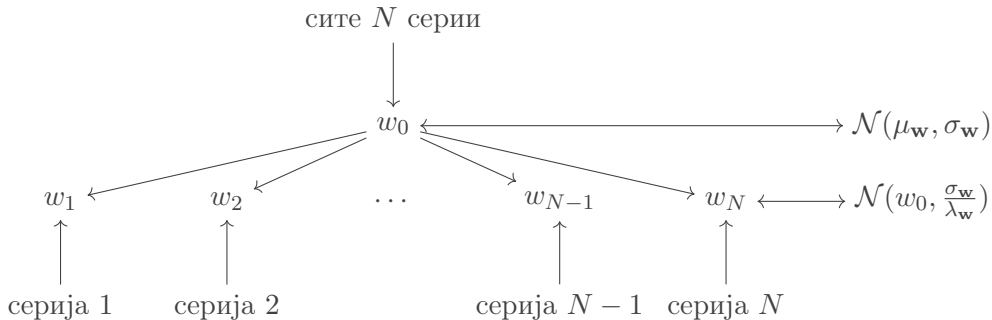 сите N серии
w_0 𝒩(μ_𝐰, σ_𝐰)
w_1 w_2 ... w_{N−1} w_N 𝒩(w_0, σ_𝐰/λ_𝐰)
серија 1 серија 2 серија N − 1 серија N